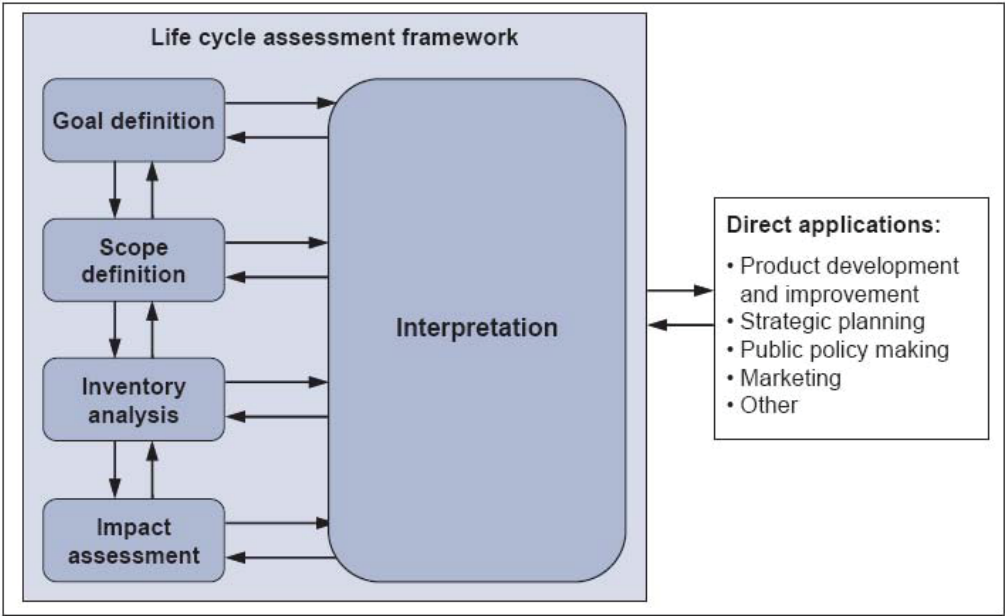 Life cycle assessment framework
Goal definition
Scope
definition
Inventory
analysis
Impact
assessment
Interpretation
Direct applications:
• Product development
and improvement
• Strategic planning
• Public policy making
• Marketing
• Other